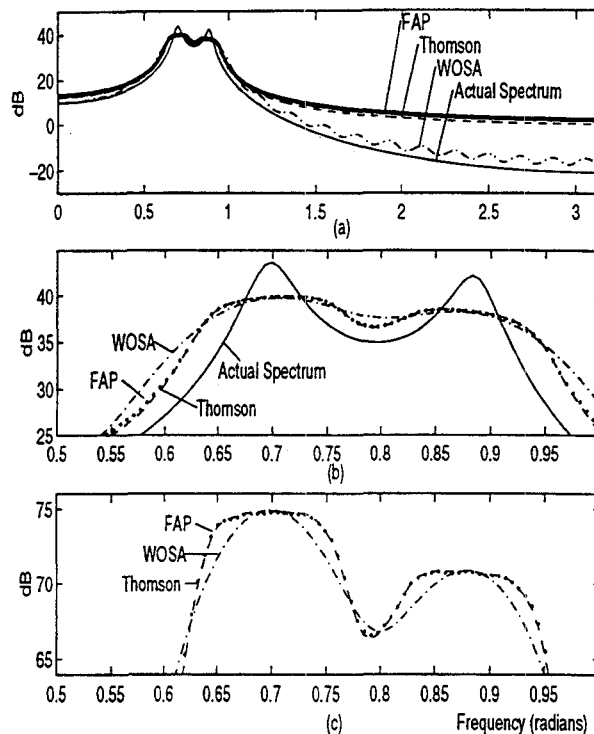 FAP
Thomson
WOSA
Actual Spectrum
dB
40
20
0
−20
0 0.5 1 1.5 2 2.5 3
(a)
dB
40
35
30
25
WOSA
FAP
Actual Spectrum
Thomson
0.5 0.55 0.6 0.65 0.7 0.75 0.8 0.85 0.9 0.95
(b)
dB
75
70
65
FAP
WOSA
Thomson
0.5 0.55 0.6 0.65 0.7 0.75 0.8 0.85 0.9 0.95
(c) Frequency (radians)